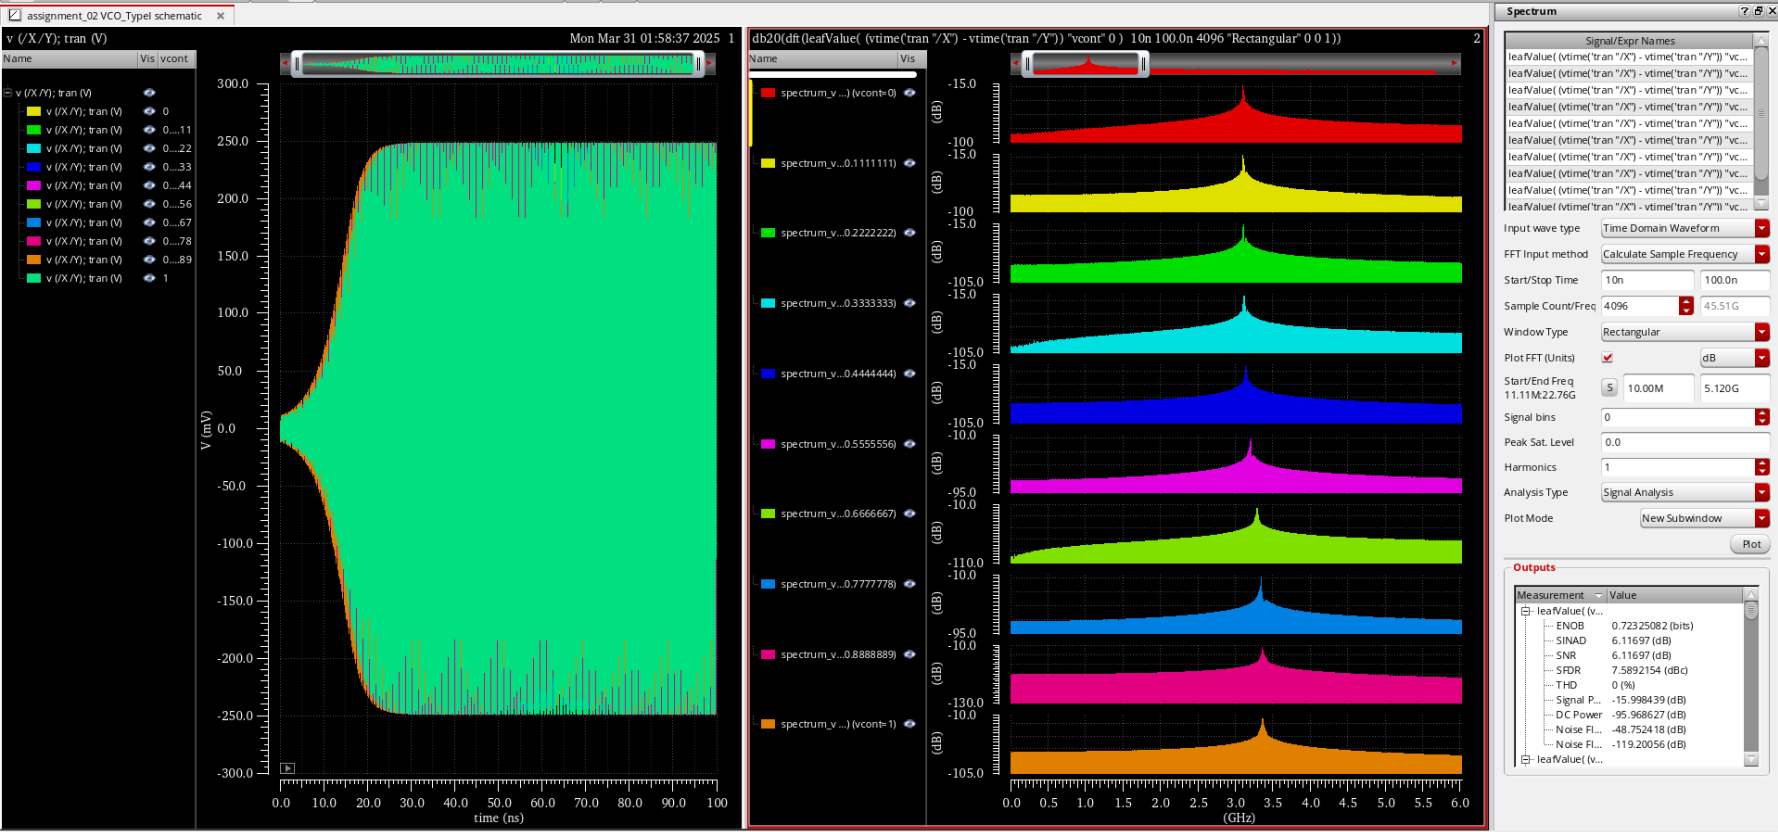 assignment_02 VCO_TypeI schematic
v (/X /Y); tran (V)
Mon Mar 31 01:58:37 2025 1
Name Vis vcont
v (/X /Y); tran (V)
v (/X /Y); tran (V) 0
v (/X /Y); tran (V) 0....11
v (/X /Y); tran (V) 0....22
v (/X /Y); tran (V) 0....33
v (/X /Y); tran (V) 0....44
v (/X /Y); tran (V) 0....56
v (/X /Y); tran (V) 0....67
v (/X /Y); tran (V) 0....78
v (/X /Y); tran (V) 0....89
v (/X /Y); tran (V) 1
300.0
250.0
200.0
150.0
100.0
50.0
0.0
-50.0
-100.0
-150.0
-200.0
-250.0
-300.0
V (mV)
0.0 10.0 20.0 30.0 40.0 50.0 60.0 70.0 80.0 90.0 100
time (ns)
db20(dft(leafValue( (vtime('tran "/X") - vtime('tran "/Y")) "vcont" 0 ) 10n 100.0n 4096 "Rectangular" 0 0 1))
2
Name Vis
spectrum_v ...) (vcont=0)
-15.0
(dB)
-100
spectrum_v...0.1111111)
-15.0
(dB)
-100
spectrum_v...0.2222222)
-15.0
(dB)
-105.0
spectrum_v...0.3333333)
-15.0
(dB)
-105.0
spectrum_v...0.4444444)
-15.0
(dB)
-105.0
spectrum_v...0.5555556)
-10.0
(dB)
-95.0
spectrum_v...0.6666667)
-10.0
(dB)
-110.0
spectrum_v...0.7777778)
-10.0
(dB)
-95.0
spectrum_v...0.8888889)
-10.0
(dB)
-130.0
spectrum_v ...) (vcont=1)
-10.0
(dB)
-105.0
0.0 0.5 1.0 1.5 2.0 2.5 3.0 3.5 4.0 4.5 5.0 5.5 6.0
(GHz)
Spectrum
Signal/Expr Names
leafValue( (vtime('tran "/X") - vtime('tran "/Y")) "vc...
leafValue( (vtime('tran "/X") - vtime('tran "/Y")) "vc...
leafValue( (vtime('tran "/X") - vtime('tran "/Y")) "vc...
leafValue( (vtime('tran "/X") - vtime('tran "/Y")) "vc...
leafValue( (vtime('tran "/X") - vtime('tran "/Y")) "vc...
leafValue( (vtime('tran "/X") - vtime('tran "/Y")) "vc...
leafValue( (vtime('tran "/X") - vtime('tran "/Y")) "vc...
leafValue( (vtime('tran "/X") - vtime('tran "/Y")) "vc...
leafValue( (vtime('tran "/X") - vtime('tran "/Y")) "vc...
leafValue( (vtime('tran "/X") - vtime('tran "/Y")) "vc...
Input wave type Time Domain Waveform
FFT Input method Calculate Sample Frequency
Start/Stop Time 10n 100.0n
Sample Count/Freq 4096 45.51G
Window Type Rectangular
Plot FFT (Units) dB
Start/End Freq
11.11M:22.76G S 10.00M 5.120G
Signal bins 0
Peak Sat. Level 0.0
Harmonics 1
Analysis Type Signal Analysis
Plot Mode New Subwindow
Plot
Outputs
Measurement Value
leafValue( (v...
ENOB 0.72325082 (bits)
SINAD 6.11697 (dB)
SNR 6.11697 (dB)
SFDR 7.5892154 (dBc)
THD 0 (%)
Signal P... -15.998439 (dB)
DC Power -95.968627 (dB)
Noise Fl... -48.752418 (dB)
Noise Fl... -119.20056 (dB)
leafValue( (v...